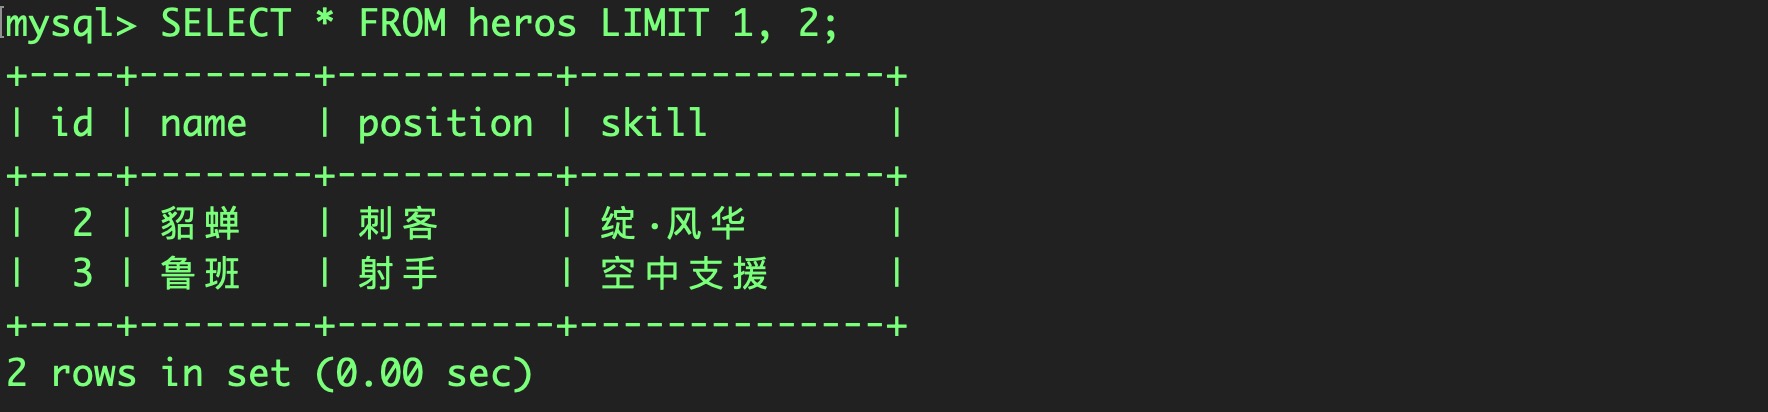 mysql> SELECT * FROM heros LIMIT 1, 2;
+----+--------+----------+--------------+
| id | name   | position | skill        |
+----+--------+----------+--------------+
|  2 | 貂蝉   | 刺客     | 绽·风华      |
|  3 | 鲁班   | 射手     | 空中支援     |
+----+--------+----------+--------------+
2 rows in set (0.00 sec)